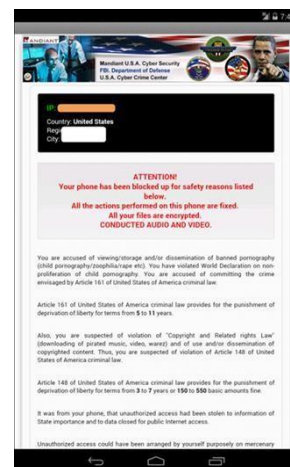 MANDIANT
Mandiant U.S.A. Cyber Security
FBI. Department of Defense
U.S.A. Cyber Crime Center
IP:
Country: United States
Regi
City:
ATTENTION!
Your phone has been blocked up for safety reasons listed
below.
All the actions performed on this phone are fixed.
All your files are encrypted.
CONDUCTED AUDIO AND VIDEO.
You are accused of viewing/storage and/or dissemination of banned pornography
(child pornography/zoophilia/rape etc). You have violated World Declaration on non-
proliferation of child pornography. You are accused of committing the crime
envisaged by Article 161 of United States of America criminal law.
Article 161 of United States of America criminal law provides for the punishment of
deprivation of liberty for terms from 5 to 11 years.
Also, you are suspected of violation of "Copyright and Related rights Law"
(downloading of pirated music, video, warez) and of use and/or dissemination of
copyrighted content. Thus, you are suspected of violation of Article 148 of United
States of America criminal law.
Article 148 of United States of America criminal law provides for the punishment of
deprivation of liberty for terms from 3 to 7 years or 150 to 550 basic amounts fine.
It was from your phone, that unauthorized access had been stolen to information of
State importance and to data closed for public Internet access.
Unauthorized access could have been arranged by yourself purposely on mercenary